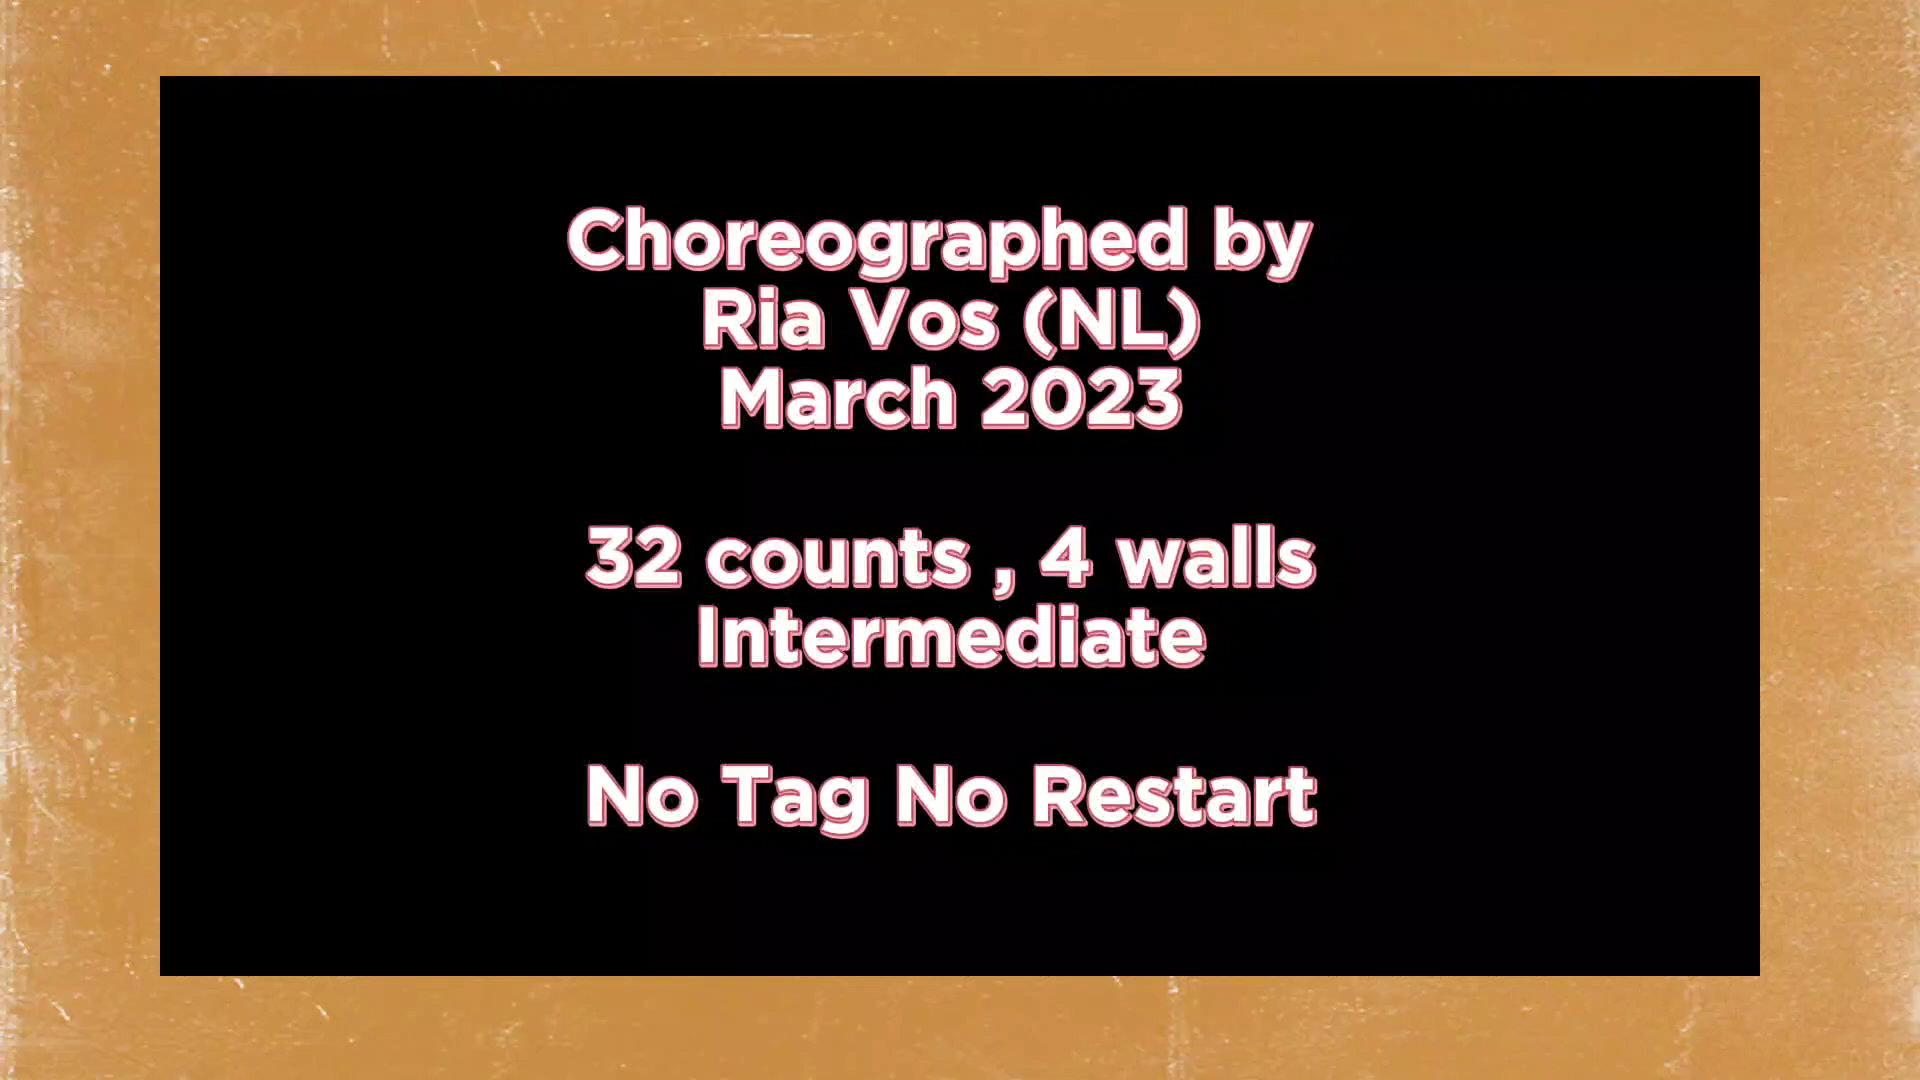 Choreographed by
Ria Vos (NL)
March 2023
32 counts , 4 walls
Intermediate
No Tag No Restart